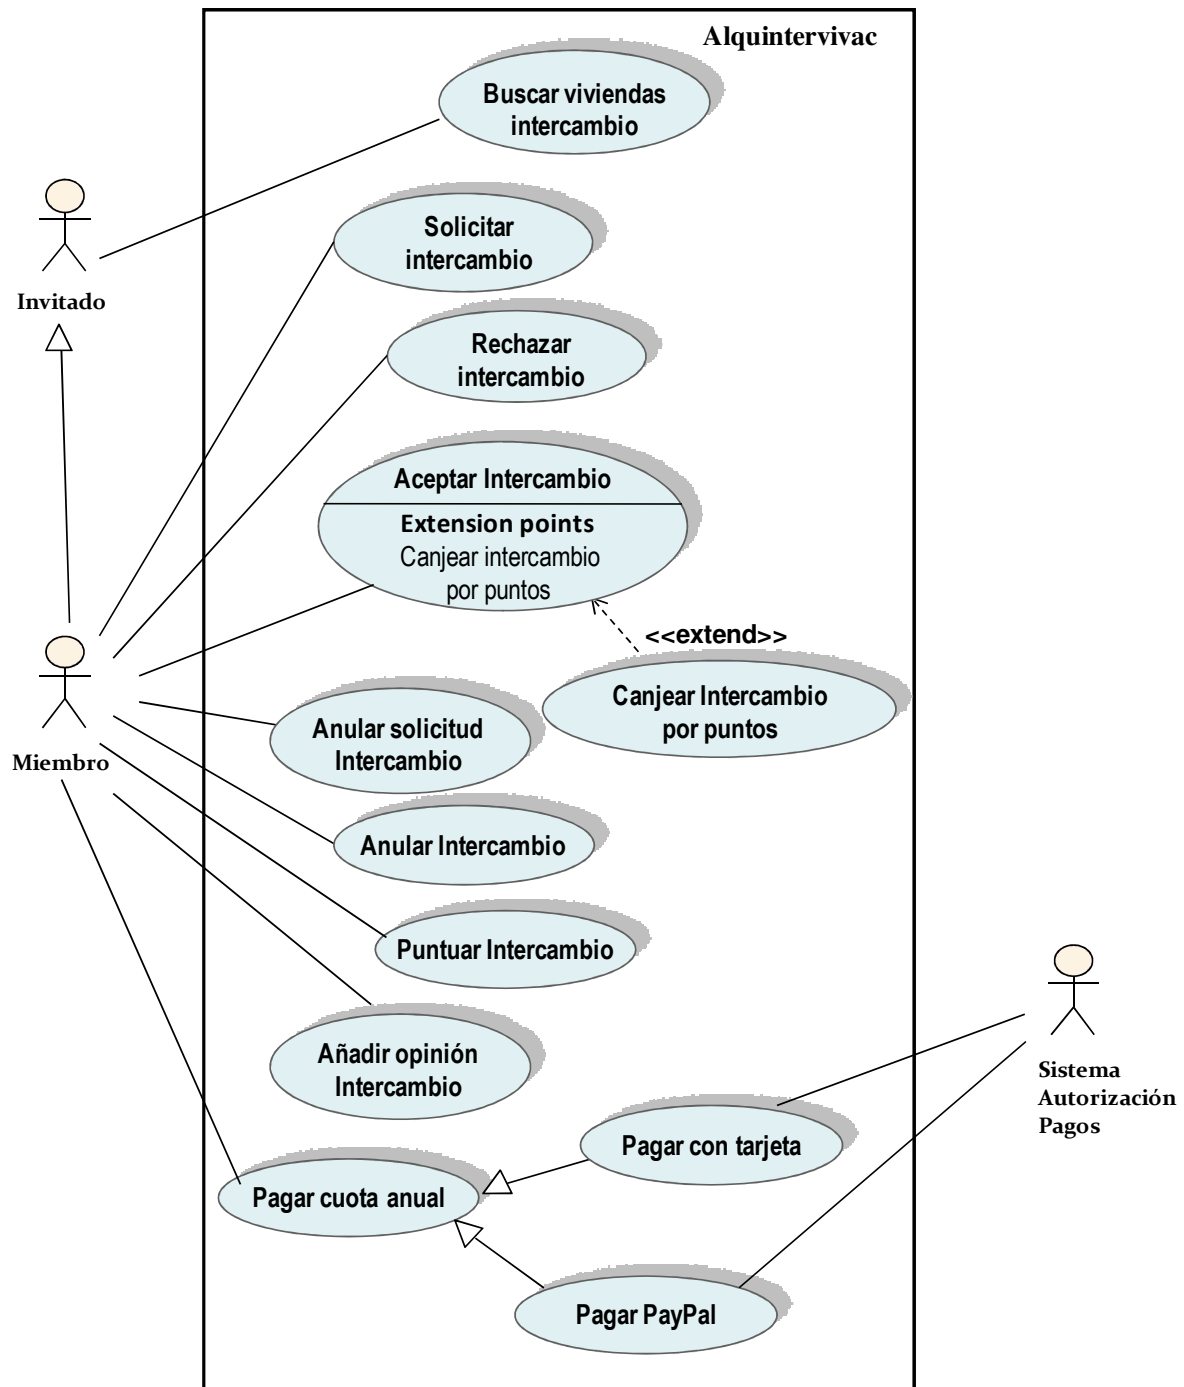 Alquintervivac
Buscar viviendas
intercambio
Solicitar
intercambio
Invitado
Rechazar
intercambio
Aceptar Intercambio
Extension points
Canjear intercambio
por puntos
<<extend>>
Canjear Intercambio
por puntos
Miembro
Anular solicitud
Intercambio
Anular Intercambio
Puntuar Intercambio
Añadir opinión
Intercambio
Sistema
Autorización
Pagos
Pagar con tarjeta
Pagar cuota anual
Pagar PayPal